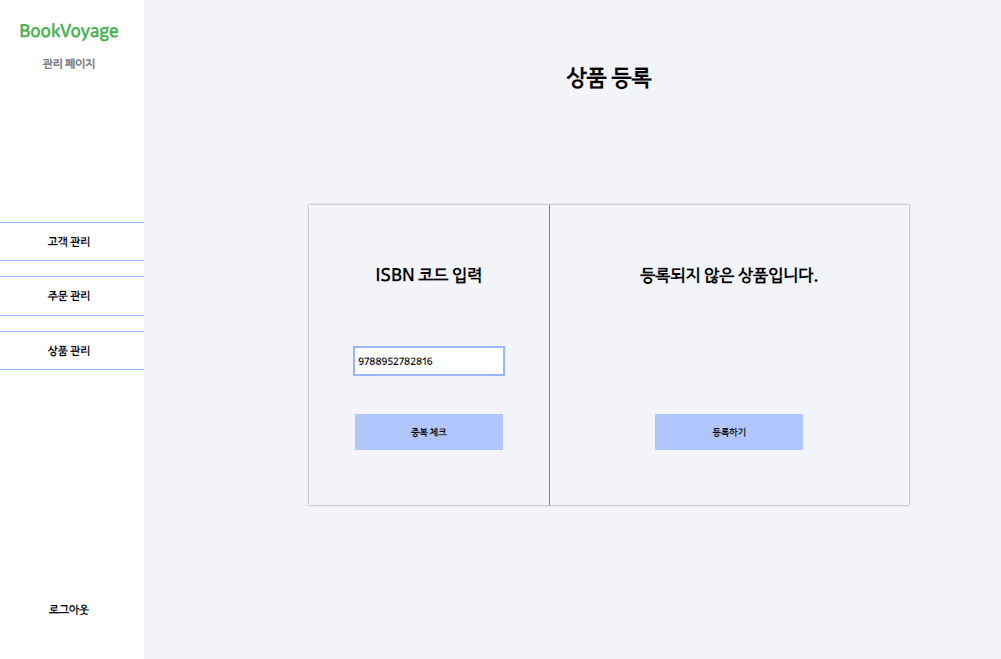 BookVoyage
관리 페이지
고객 관리
주문 관리
상품 관리
로그아웃
상품 등록
ISBN 코드 입력
9788952782816
중복 체크
등록되지 않은 상품입니다.
등록하기